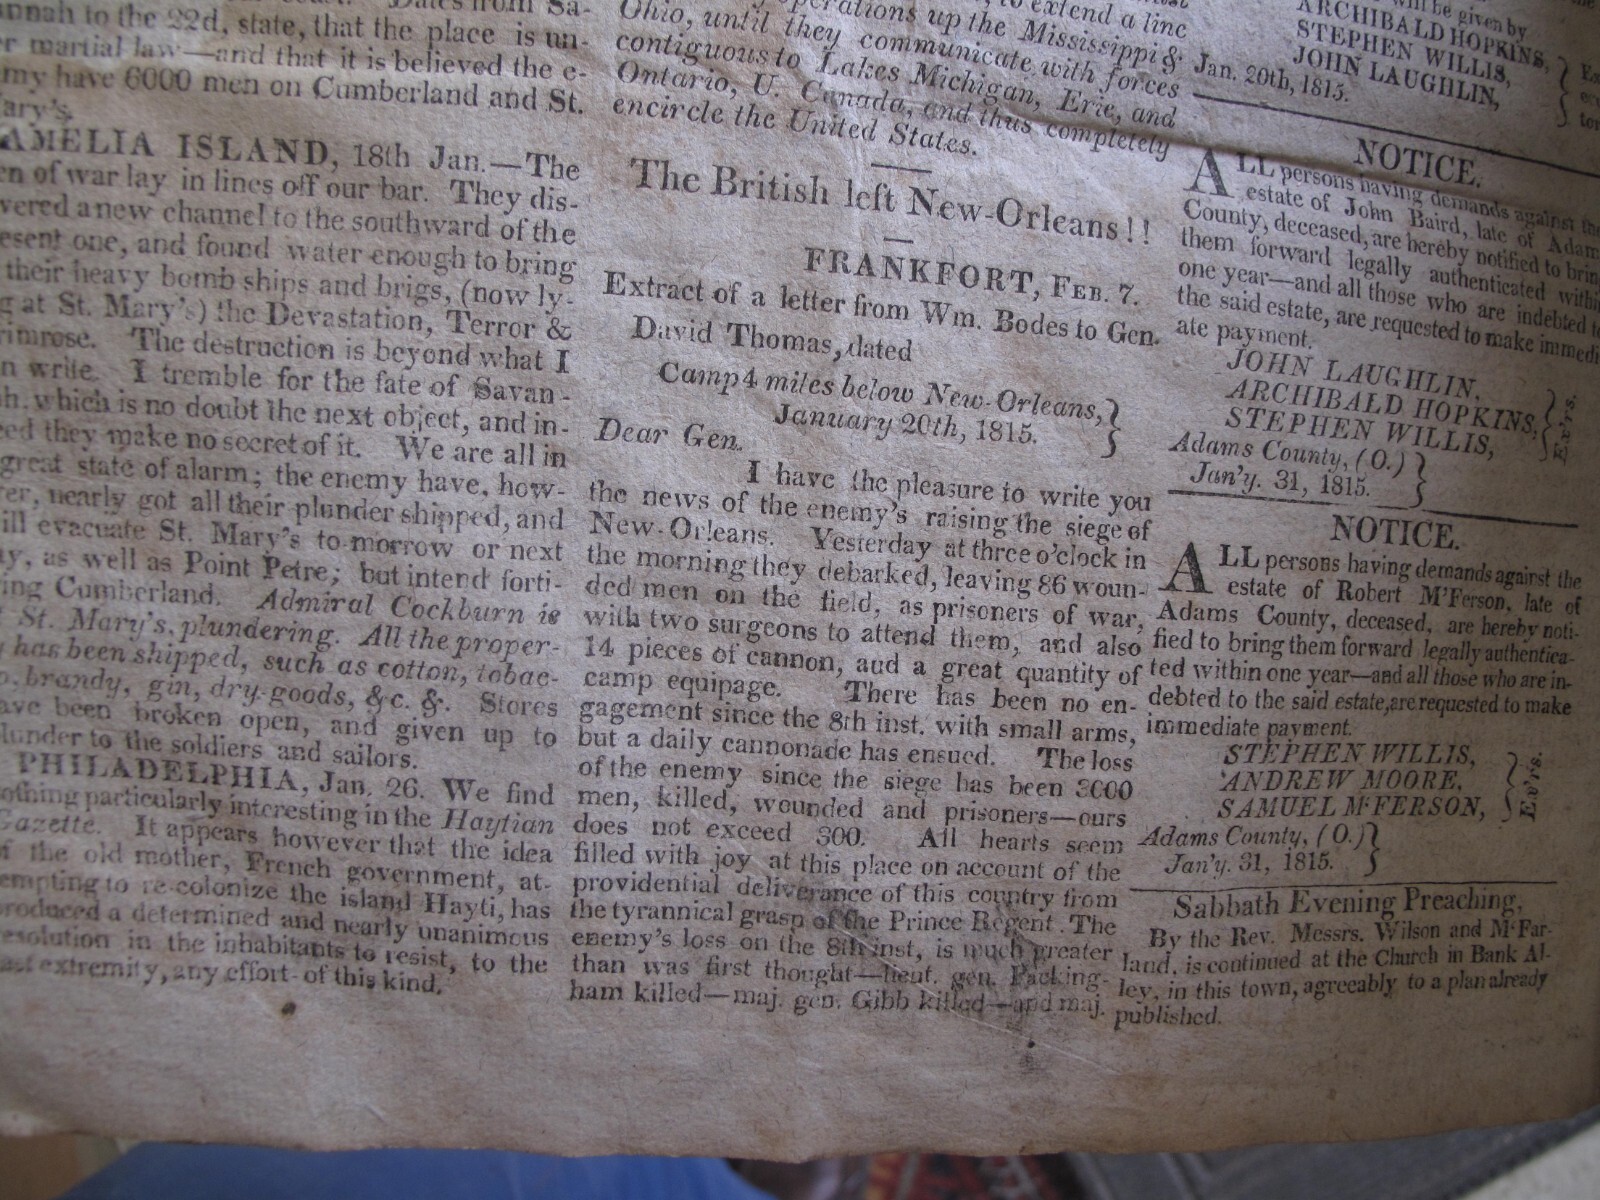 nnah to the 22d, state, that the place is un-
r martial law—and that it is believed the e-
my have 6000 men on Cumberland and St.
ary's.
AMELIA ISLAND, 18th Jan.—The
n of war lay in lines off our bar. They dis-
vered a new channel to the southward of the
esent one, and found water enough to bring
their heavy bomb ships and brigs, (now ly-
g at St. Mary's) the Devastation, Terror &
rimrose. The destruction is beyond what I
n write. I tremble for the fate of Savan-
h, which is no doubt the next object, and in-
eed they make no secret of it. We are all in
great state of alarm; the enemy have, how-
er, nearly got all their plunder shipped, and
ill evacuate St. Mary's to-morrow or next
ay, as well as Point Petre; but intend forti-
ing Cumberland. Admiral Cockburn is
t St. Mary's, plundering. All the proper-
y has been shipped, such as cotton, tobac-
o, brandy, gin, dry-goods, &c. &. Stores
ave been broken open, and given up to
lunder to the soldiers and sailors.
PHILADELPHIA, Jan. 26. We find
othing particularly interesting in the Haytian
Gazette. It appears however that the idea
f the old mother, French government, at-
empting to re-colonize the island Hayti, has
roduced a determined and nearly unanimous
esolution in the inhabitants to resist, to the
ast extremity, any effort of this kind.
to extend a line
Ohio, until they operations up the Mississippi &
contiguous to communicate with forces
Ontario, U. Lakes Michigan, Erie, and
encircle the Canada, and thus completely
United States.
The British left New-Orleans!!
FRANKFORT, FEB. 7.
Extract of a letter from Wm. Bodes to Gen.
David Thomas, dated
Camp 4 miles below New-Orleans,
January 20th, 1815.
Dear Gen.
I have the pleasure to write you
the news of the enemy's raising the siege of
New-Orleans. Yesterday at three o'clock in
the morning they debarked, leaving 86 woun-
ded men on the field, as prisoners of war,
with two surgeons to attend them, and also
14 pieces of cannon, aud a great quantity of
camp equipage. There has been no en-
gagement since the 8th inst. with small arms,
but a daily cannonade has ensued. The loss
of the enemy since the siege has been 3000
men, killed, wounded and prisoners—ours
does not exceed 300. All hearts seem
filled with joy at this place on account of the
providential deliverance of this country from
the tyrannical grasp of the Prince Regent. The
enemy's loss on the 8th inst, is much greater
than was first thought—lieut. gen. Packing-
ham killed—maj. gen. Gibb killed—and maj.
will be given by
ARCHIBALD HOPKINS,
STEPHEN WILLIS,
JOHN LAUGHLIN,
Jan. 20th, 1815.
NOTICE.
ALL persons having demands against the
estate of John Baird, late of Adams
County, deceased, are hereby notified to bring
them forward legally authenticated within
one year—and all those who are indebted to
the said estate, are requested to make immedi
ate payment.
JOHN LAUGHLIN,
ARCHIBALD HOPKINS,
STEPHEN WILLIS,
Ex'rs.
Adams County, (O.)
Jan'y. 31, 1815.
NOTICE.
ALL persons having demands against the
estate of Robert M'Ferson, late of
Adams County, deceased, are hereby noti-
fied to bring them forward legally authentica-
ted within one year—and all those who are in-
debted to the said estate, are requested to make
immediate payment.
STEPHEN WILLIS,
ANDREW MOORE,
SAMUEL M'FERSON,
Ex'rs.
Adams County, (O.)
Jan'y. 31, 1815.
Sabbath Evening Preaching,
By the Rev. Messrs. Wilson and M'Far-
land, is continued at the Church in Bank Al-
ley, in this town, agreeably to a plan already
published.